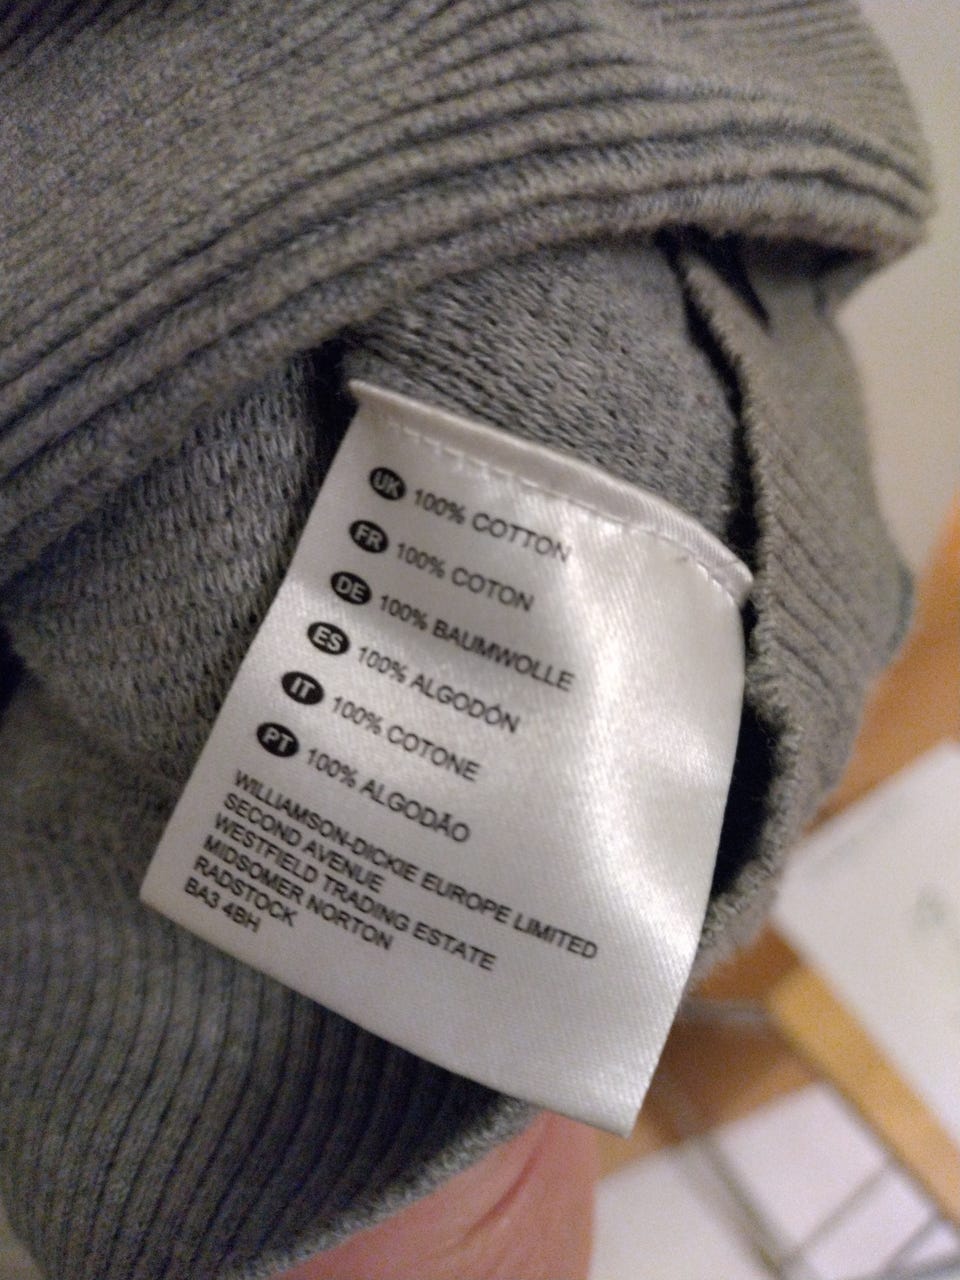 UK 100% COTTON
FR 100% COTON
DE 100% BAUMWOLLE
ES 100% ALGODÓN
IT 100% COTONE
PT 100% ALGODÃO
WILLIAMSON-DICKIE EUROPE LIMITED
SECOND AVENUE
WESTFIELD TRADING ESTATE
MIDSOMER NORTON
RADSTOCK
BA3 4BH